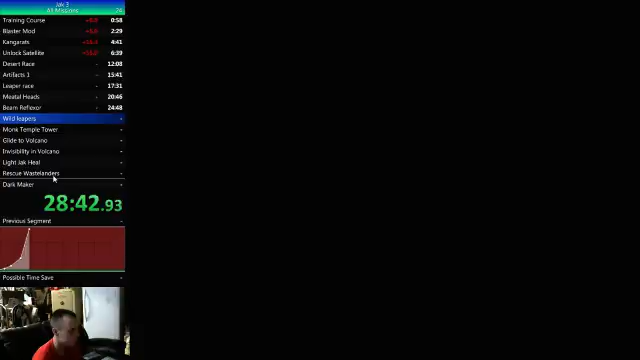 Jak 3
All Missions 24
Training Course 0:58
Blaster Mod 2:29
Kangarats 4:41
Unlock Satellite 6:39
Desert Race - 12:08
Artifacts 1 - 15:41
Leaper race - 17:31
Meatal Heads - 20:46
Beam Reflexor - 24:48
Wild leapers -
Monk Temple Tower -
Glide to Volcano -
Invisibility in Volcano -
Light Jak Heal -
Rescue Wastelanders -
Dark Maker -
28:42.93
Previous Segment -
Possible Time Save -